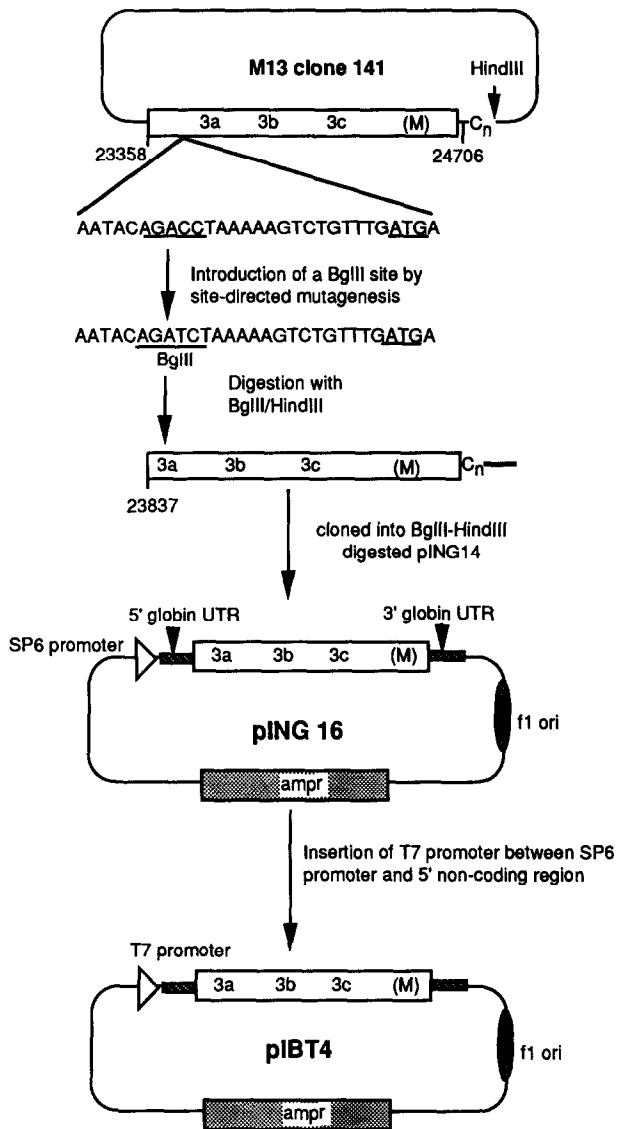 M13 clone 141
HindIII
3a 3b 3c (M) Cn
23358 24706
AATACAGACCTAAAAAGTCTGTTTGATGA
Introduction of a BglII site by
site-directed mutagenesis
AATACAGATCTAAAAAGTCTGTTTGATGA
BglII
Digestion with
BglII/HindIII
3a 3b 3c (M) Cn
23837
cloned into BglII-HindIII
digested pING14
5' globin UTR 3' globin UTR
SP6 promoter
3a 3b 3c (M)
f1 ori
pING 16
ampr
Insertion of T7 promoter between SP6
promoter and 5' non-coding region
T7 promoter
3a 3b 3c (M)
pIBT4
f1 ori
ampr